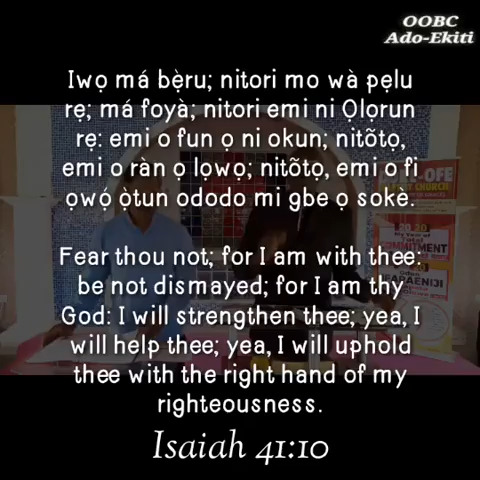 OOBC
Ado-Ekiti
Iwọ má bẹ̀ru; nitori mo wà pẹlu
rẹ; má foyà; nitori emi ni Ọlọrun
rẹ: emi o fun ọ ni okun; nitõtọ,
emi o ràn ọ lọwọ; nitõtọ, emi o fi
ọwọ́ ọ̀tun ododo mi gbe ọ sokè.
Fear thou not; for I am with thee:
be not dismayed; for I am thy
God: I will strengthen thee; yea, I
will help thee; yea, I will uphold
thee with the right hand of my
righteousness.
Isaiah 41:10
2020
COMMITMENT
20